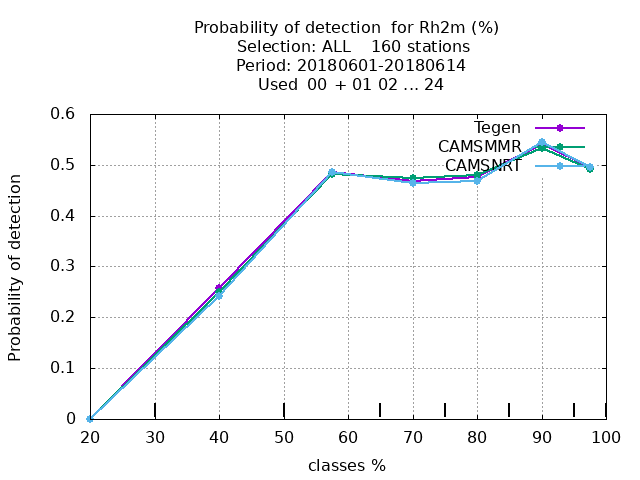 Probability of detection  for Rh2m (%)
Selection: ALL    160 stations
Period: 20180601-20180614
Used  00  + 01 02 ... 24
Tegen
CAMSMMR
CAMSNRT
0.6
0.5
0.4
0.3
0.2
0.1
0
Probability of detection
20 30 40 50 60 70 80 90 100
classes %